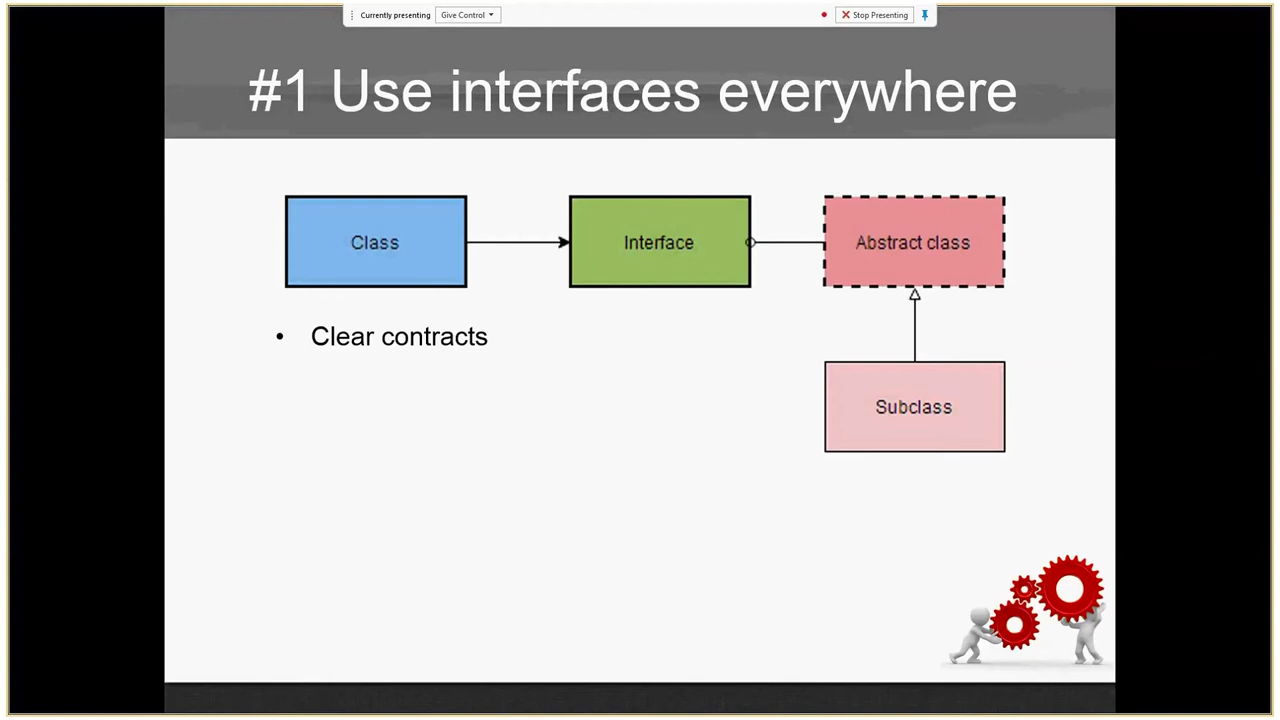 Currently presenting Give Control Stop Presenting
#1 Use interfaces everywhere
Class Interface Abstract class
• Clear contracts
Subclass